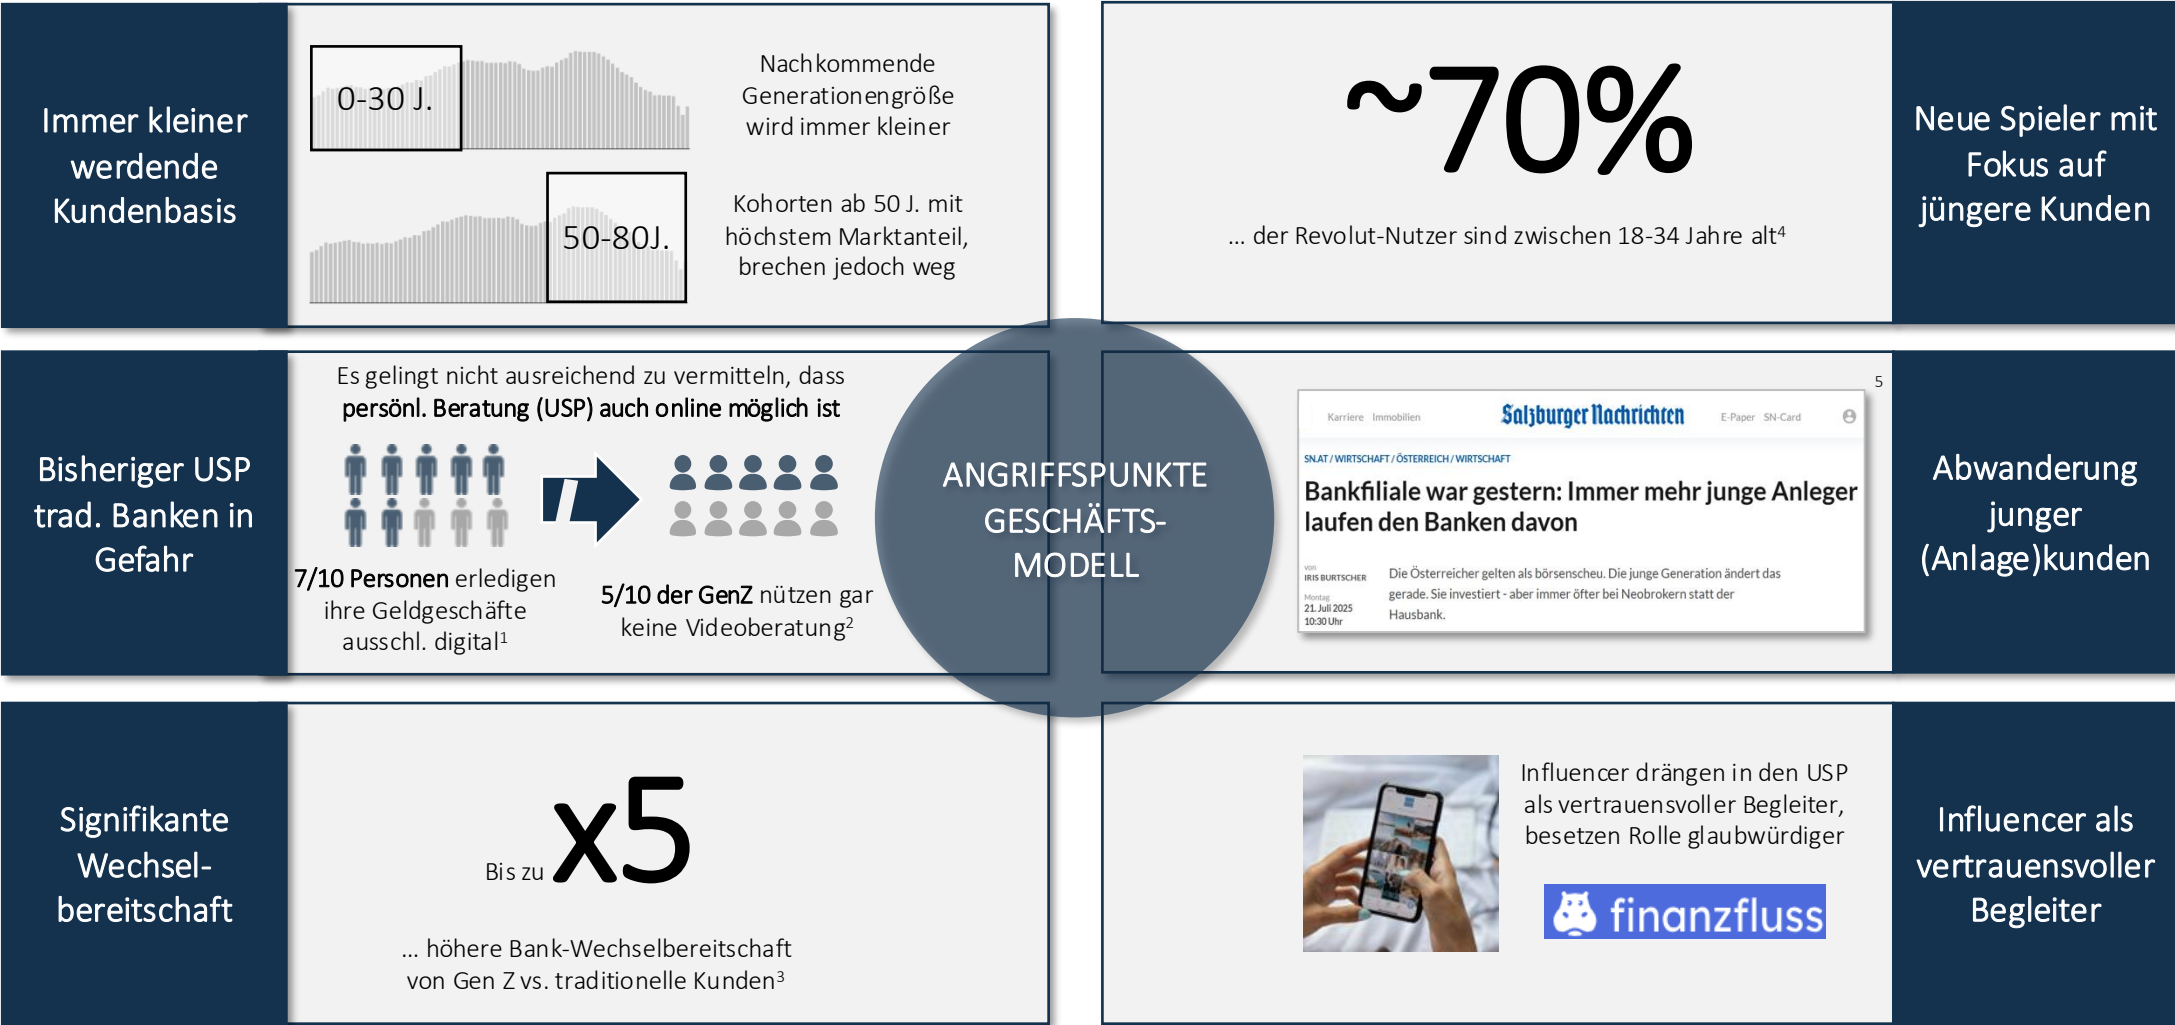 Immer kleiner
werdende
Kundenbasis
0-30 J.
Nachkommende
Generationengröße
wird immer kleiner
50-80J.
Kohorten ab 50 J. mit
höchstem Marktanteil,
brechen jedoch weg
~70%
... der Revolut-Nutzer sind zwischen 18-34 Jahre alt⁴
Neue Spieler mit
Fokus auf
jüngere Kunden
Bisheriger USP
trad. Banken in
Gefahr
Es gelingt nicht ausreichend zu vermitteln, dass
persönl. Beratung (USP) auch online möglich ist
7/10 Personen erledigen
ihre Geldgeschäfte
ausschl. digital¹
5/10 der GenZ nützen gar
keine Videoberatung²
ANGRIFFSPUNKTE
GESCHÄFTS-
MODELL
5
Karriere Immobilien
Salzburger Nachrichten
E-Paper SN-Card
SN.AT / WIRTSCHAFT / ÖSTERREICH / WIRTSCHAFT
Bankfiliale war gestern: Immer mehr junge Anleger
laufen den Banken davon
von
IRIS BURTSCHER
Montag
21. Juli 2025
10:30 Uhr
Die Österreicher gelten als börsenscheu. Die junge Generation ändert das
gerade. Sie investiert - aber immer öfter bei Neobrokern statt der
Hausbank.
Abwanderung
junger
(Anlage)kunden
Signifikante
Wechsel-
bereitschaft
Bis zu x5
... höhere Bank-Wechselbereitschaft
von Gen Z vs. traditionelle Kunden³
Influencer drängen in den USP
als vertrauensvoller Begleiter,
besetzen Rolle glaubwürdiger
finanzfluss
Influencer als
vertrauensvoller
Begleiter